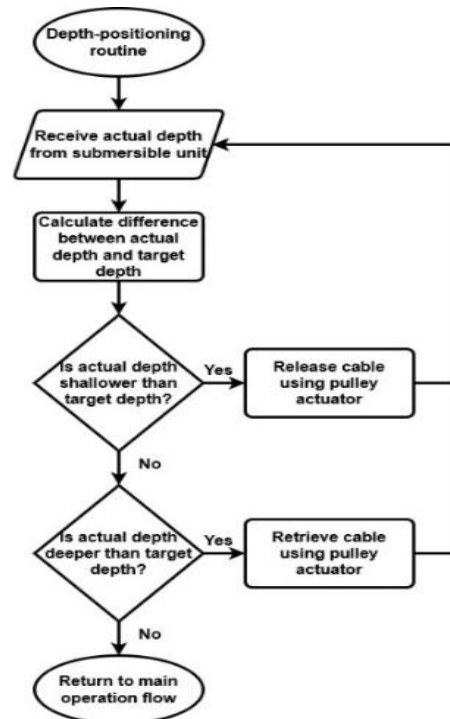 Depth-positioning
routine
Receive actual depth
from submersible unit
Calculate difference
between actual
depth and target
depth
Is actual depth
shallower than
target depth?
Yes
Release cable
using pulley
actuator
No
Is actual depth
deeper than target
depth?
Yes
Retrieve cable
using pulley
actuator
No
Return to main
operation flow